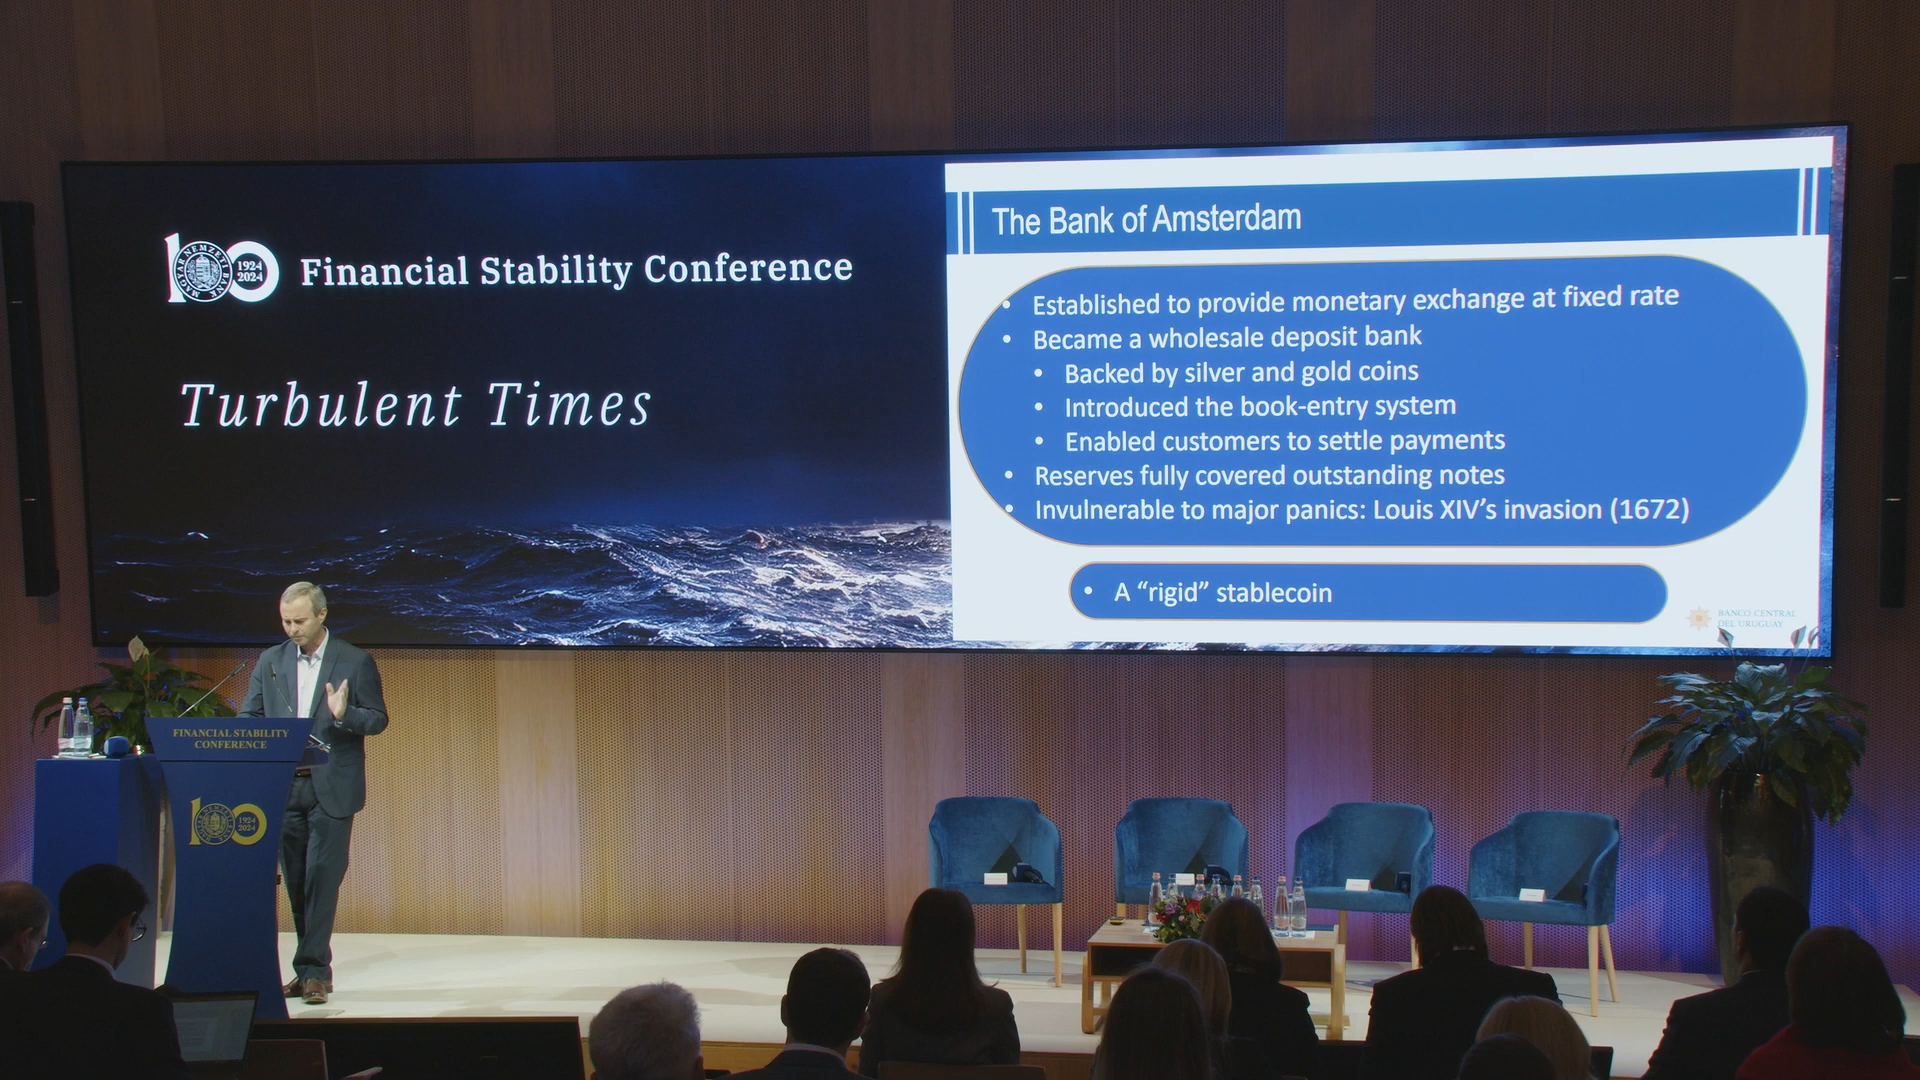 MAGYAR NEMZETI BANK
1924
2024
Financial Stability Conference
Turbulent Times
The Bank of Amsterdam
• Established to provide monetary exchange at fixed rate
• Became a wholesale deposit bank
• Backed by silver and gold coins
• Introduced the book-entry system
• Enabled customers to settle payments
• Reserves fully covered outstanding notes
• Invulnerable to major panics: Louis XIV’s invasion (1672)
• A “rigid” stablecoin
BANCO CENTRAL
DEL URUGUAY
FINANCIAL STABILITY
CONFERENCE
1924
2024